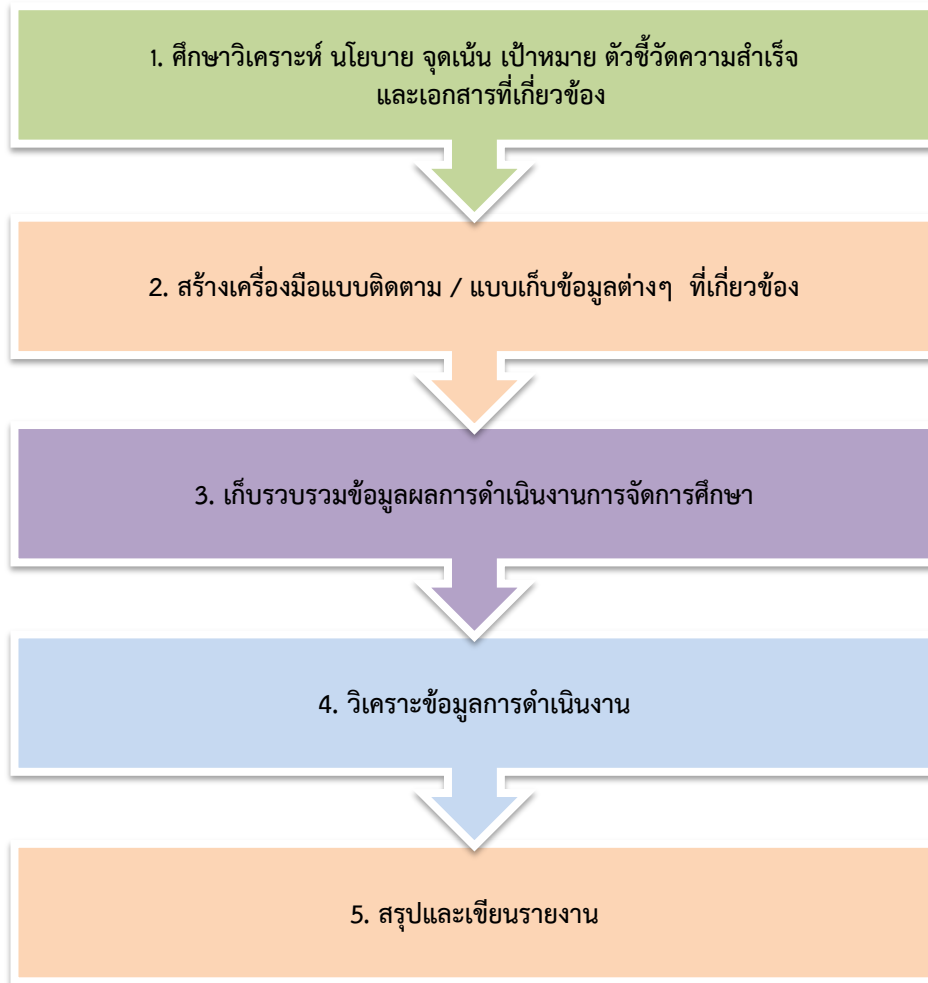 1. ศึกษาวิเคราะห์ นโยบาย จุดเน้น เป้าหมาย ตัวชี้วัดความสำเร็จ
และเอกสารที่เกี่ยวข้อง
2. สร้างเครื่องมือแบบติดตาม / แบบเก็บข้อมูลต่างๆ ที่เกี่ยวข้อง
3. เก็บรวบรวมข้อมูลผลการดำเนินงานการจัดการศึกษา
4. วิเคราะข้อมูลการดำเนินงาน
5. สรุปและเขียนรายงาน